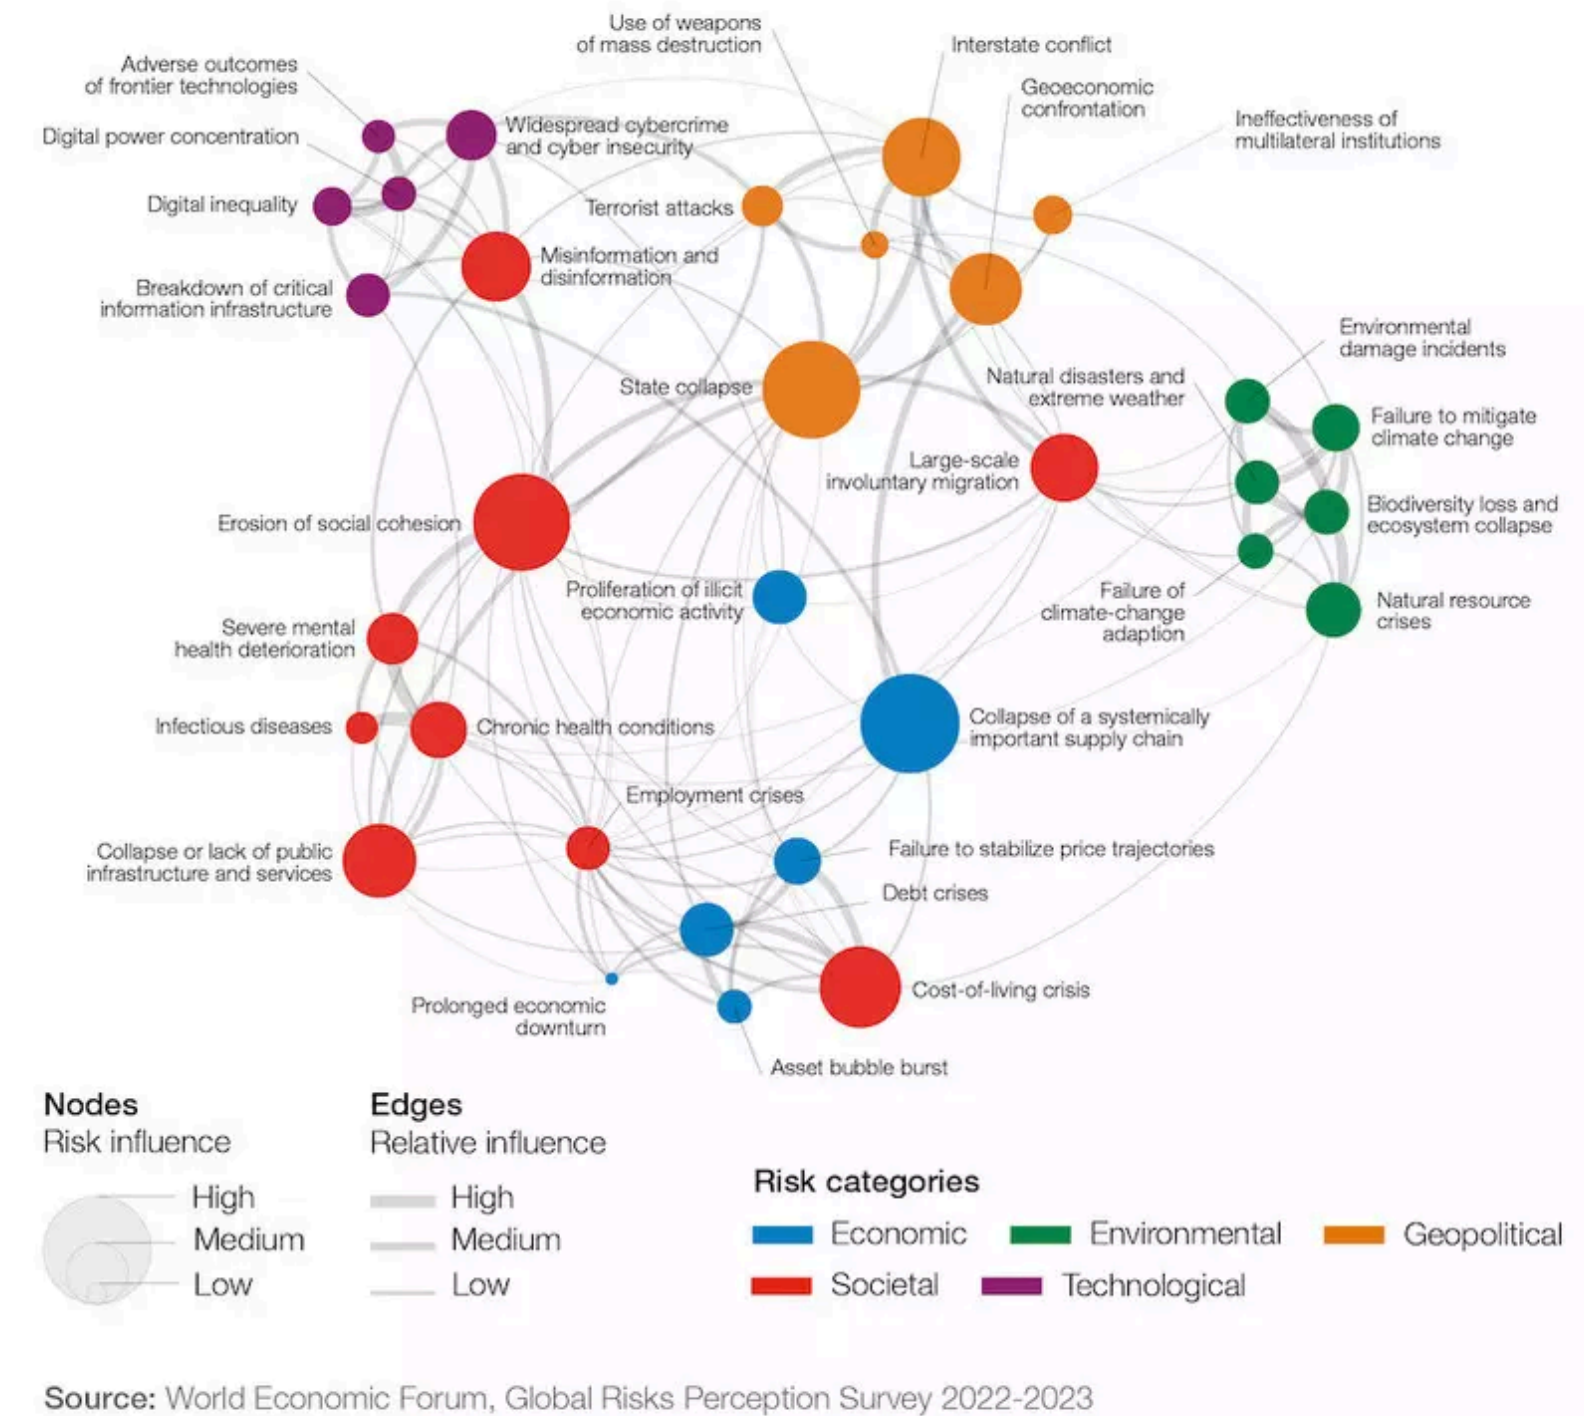 Use of weapons
of mass destruction
Interstate conflict
Adverse outcomes
of frontier technologies
Geoeconomic
confrontation
Ineffectiveness of
multilateral institutions
Digital power concentration
Widespread cybercrime
and cyber insecurity
Digital inequality
Terrorist attacks
Misinformation and
disinformation
Breakdown of critical
information infrastructure
Environmental
damage incidents
State collapse
Natural disasters and
extreme weather
Failure to mitigate
climate change
Large-scale
involuntary migration
Biodiversity loss and
ecosystem collapse
Erosion of social cohesion
Proliferation of illicit
economic activity
Failure of
climate-change
adaption
Natural resource
crises
Severe mental
health deterioration
Infectious diseases
Chronic health conditions
Collapse of a systemically
important supply chain
Employment crises
Collapse or lack of public
infrastructure and services
Failure to stabilize price trajectories
Debt crises
Cost-of-living crisis
Prolonged economic
downturn
Asset bubble burst
Nodes
Risk influence
High
Medium
Low
Edges
Relative influence
High
Medium
Low
Risk categories
Economic
Environmental
Geopolitical
Societal
Technological
Source: World Economic Forum, Global Risks Perception Survey 2022-2023